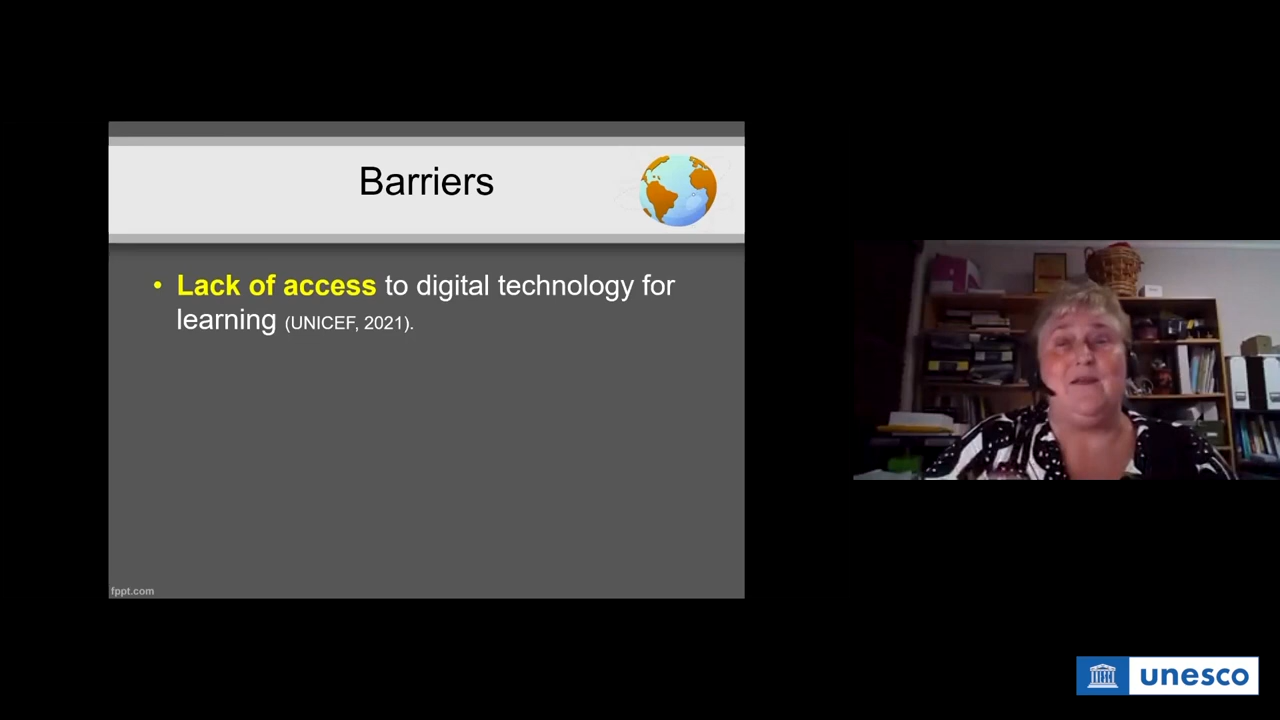 Barriers
• Lack of access to digital technology for
learning (UNICEF, 2021).
fppt.com
unesco